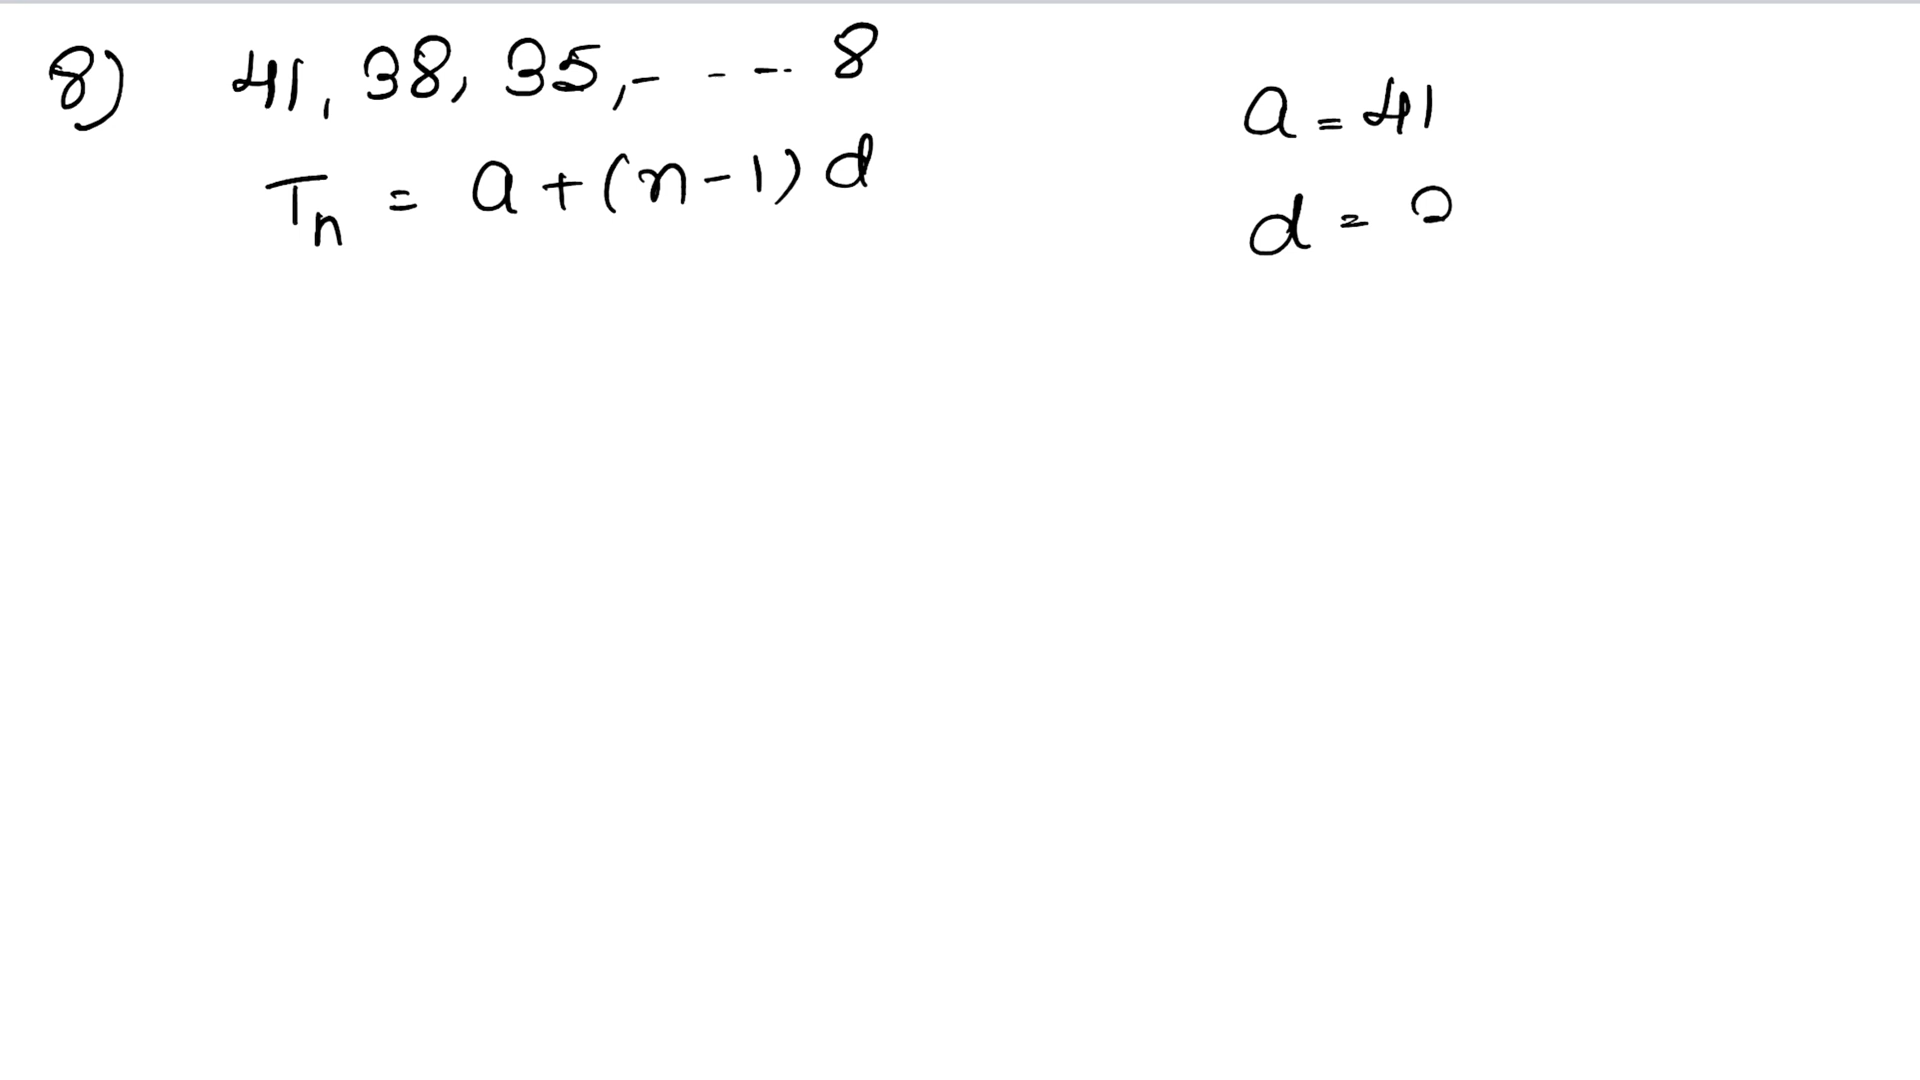 8) 41, 38, 35, - - -- 8
Tn = a + (n-1) d
a = 41
d =